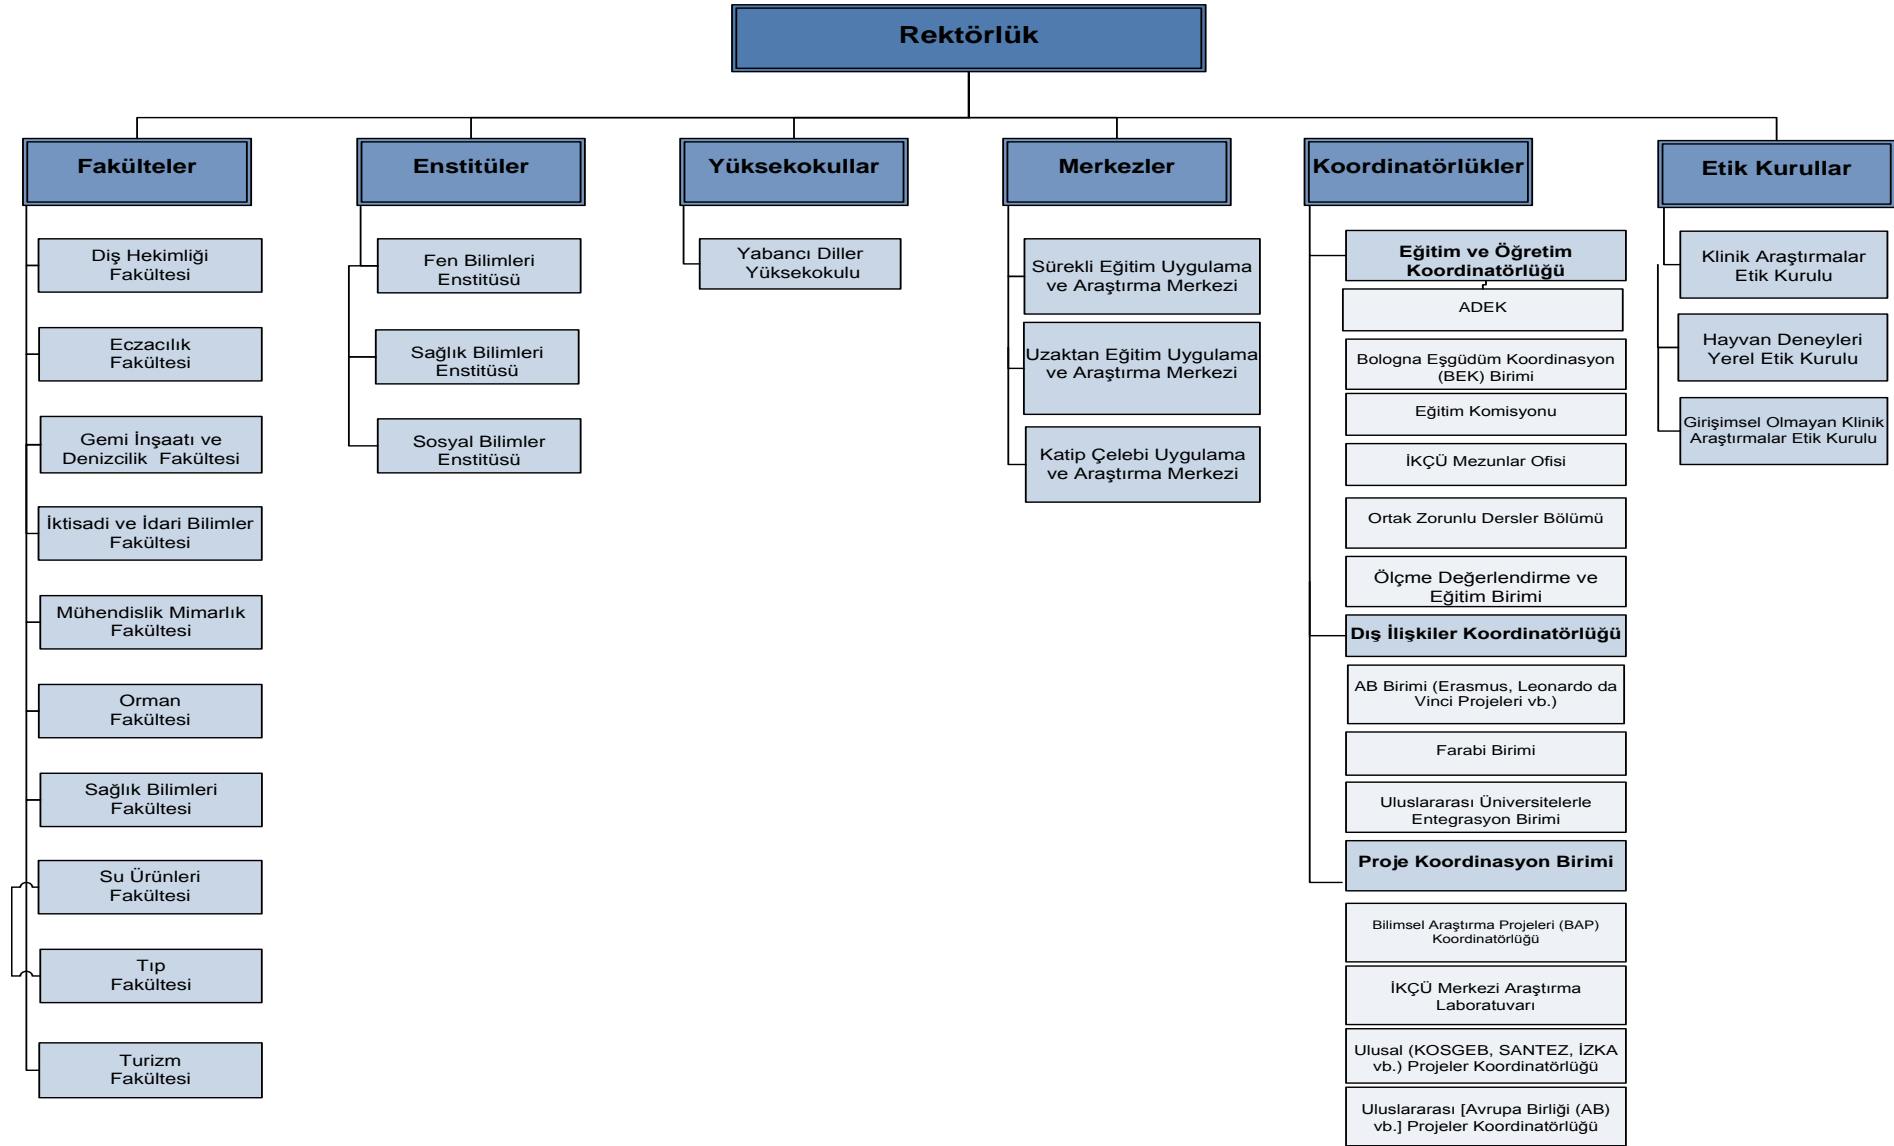 Rektörlük
Fakülteler
Diş Hekimliği
Fakültesi
Eczacılık
Fakültesi
Gemi İnşaatı ve
Denizcilik Fakültesi
İktisadi ve İdari Bilimler
Fakültesi
Mühendislik Mimarlık
Fakültesi
Orman
Fakültesi
Sağlık Bilimleri
Fakültesi
Su Ürünleri
Fakültesi
Tıp
Fakültesi
Turizm
Fakültesi
Enstitüler
Fen Bilimleri
Enstitüsü
Sağlık Bilimleri
Enstitüsü
Sosyal Bilimler
Enstitüsü
Yüksekokullar
Yabancı Diller
Yüksekokulu
Merkezler
Sürekli Eğitim Uygulama
ve Araştırma Merkezi
Uzaktan Eğitim Uygulama
ve Araştırma Merkezi
Katip Çelebi Uygulama
ve Araştırma Merkezi
Koordinatörlükler
Eğitim ve Öğretim
Koordinatörlüğü
ADEK
Bologna Eşgüdüm Koordinasyon
(BEK) Birimi
Eğitim Komisyonu
İKÇÜ Mezunlar Ofisi
Ortak Zorunlu Dersler Bölümü
Ölçme Değerlendirme ve
Eğitim Birimi
Dış İlişkiler Koordinatörlüğü
AB Birimi (Erasmus, Leonardo da
Vinci Projeleri vb.)
Farabi Birimi
Uluslararası Üniversitelerle
Entegrasyon Birimi
Proje Koordinasyon Birimi
Bilimsel Araştırma Projeleri (BAP)
Koordinatörlüğü
İKÇÜ Merkezi Araştırma
Laboratuvarı
Ulusal (KOSGEB, SANTEZ, İZKA
vb.) Projeler Koordinatörlüğü
Uluslararası [Avrupa Birliği (AB)
vb.] Projeler Koordinatörlüğü
Etik Kurullar
Klinik Araştırmalar
Etik Kurulu
Hayvan Deneyleri
Yerel Etik Kurulu
Girişimsel Olmayan Klinik
Araştırmalar Etik Kurulu